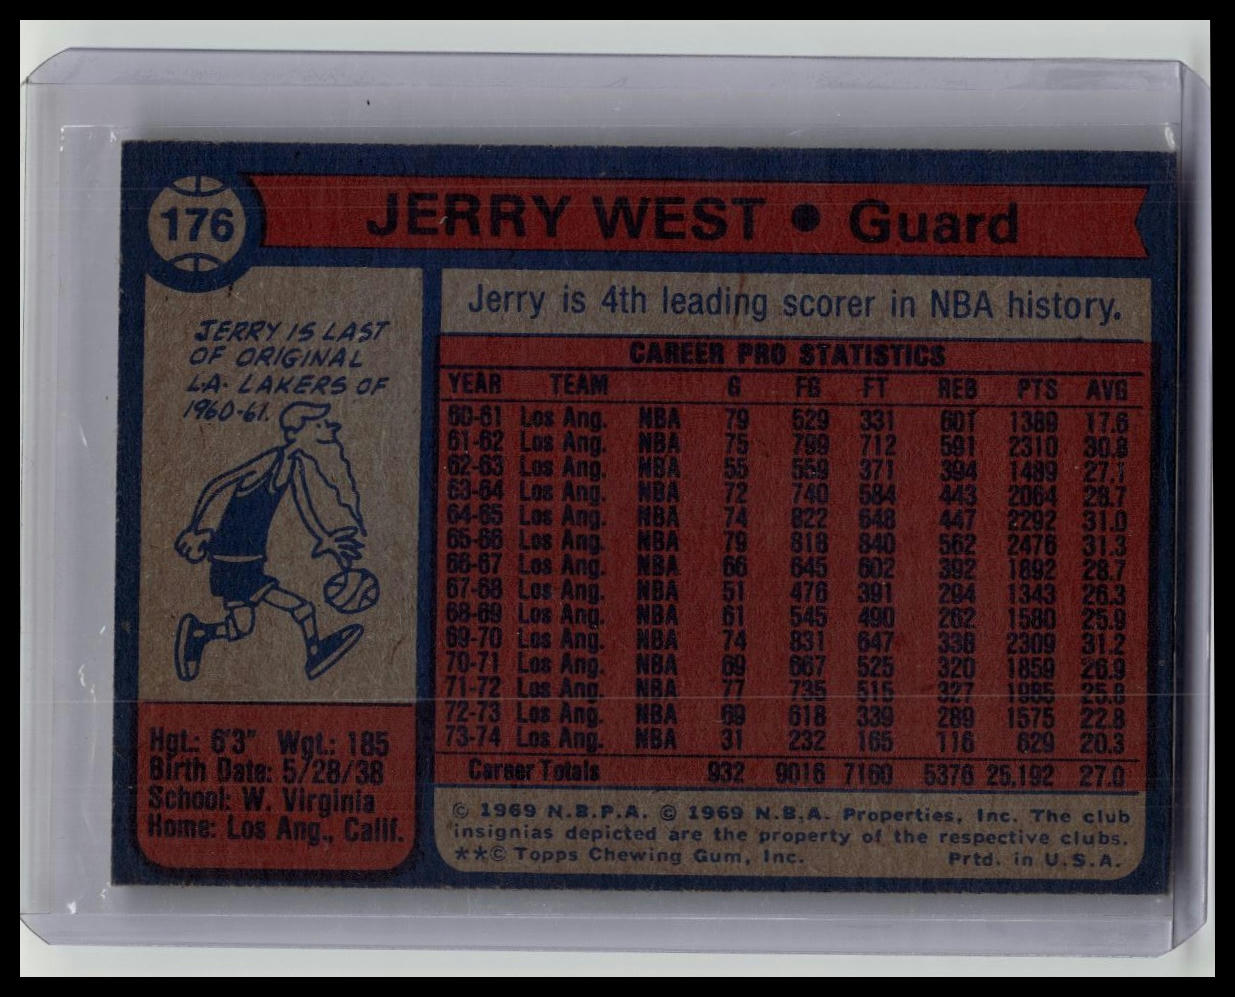 176
JERRY WEST • Guard
JERRY IS LAST
OF ORIGINAL
L.A. LAKERS OF
1960-61.
Jerry is 4th leading scorer in NBA history.
CAREER PRO STATISTICS
YEAR TEAM G FG FT REB PTS AVG
60-61 Los Ang. NBA 79 529 331 601 1389 17.6
61-62 Los Ang. NBA 75 799 712 591 2310 30.8
62-63 Los Ang. NBA 55 559 371 394 1489 27.1
63-64 Los Ang. NBA 72 740 584 443 2064 28.7
64-65 Los Ang. NBA 74 822 648 447 2292 31.0
65-66 Los Ang. NBA 79 818 840 562 2476 31.3
66-67 Los Ang. NBA 66 645 602 392 1892 28.7
67-68 Los Ang. NBA 51 476 391 294 1343 26.3
68-69 Los Ang. NBA 61 545 490 262 1580 25.9
69-70 Los Ang. NBA 74 831 647 338 2309 31.2
70-71 Los Ang. NBA 69 667 525 320 1859 26.9
71-72 Los Ang. NBA 77 735 515 327 1985 25.8
72-73 Los Ang. NBA 69 618 339 289 1575 22.8
73-74 Los Ang. NBA 31 232 165 116 629 20.3
Career Totals 932 9016 7160 5376 25,192 27.0
Hgt.: 6'3" Wgt.: 185
Birth Date: 5/28/38
School: W. Virginia
Home: Los Ang., Calif.
© 1969 N.B.P.A. © 1969 N.B.A. Properties, Inc. The club
insignias depicted are the property of the respective clubs.
**© Topps Chewing Gum, Inc. Prtd. in U.S.A.